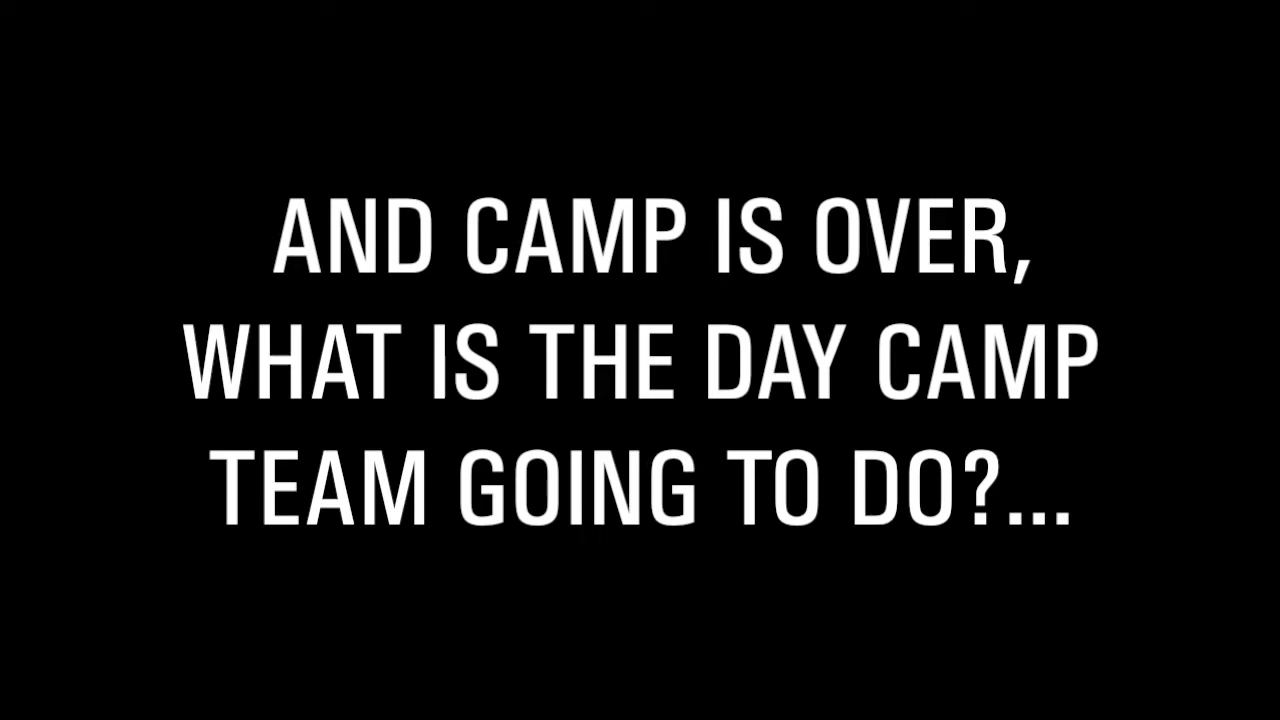 AND CAMP IS OVER,
WHAT IS THE DAY CAMP
TEAM GOING TO DO?...